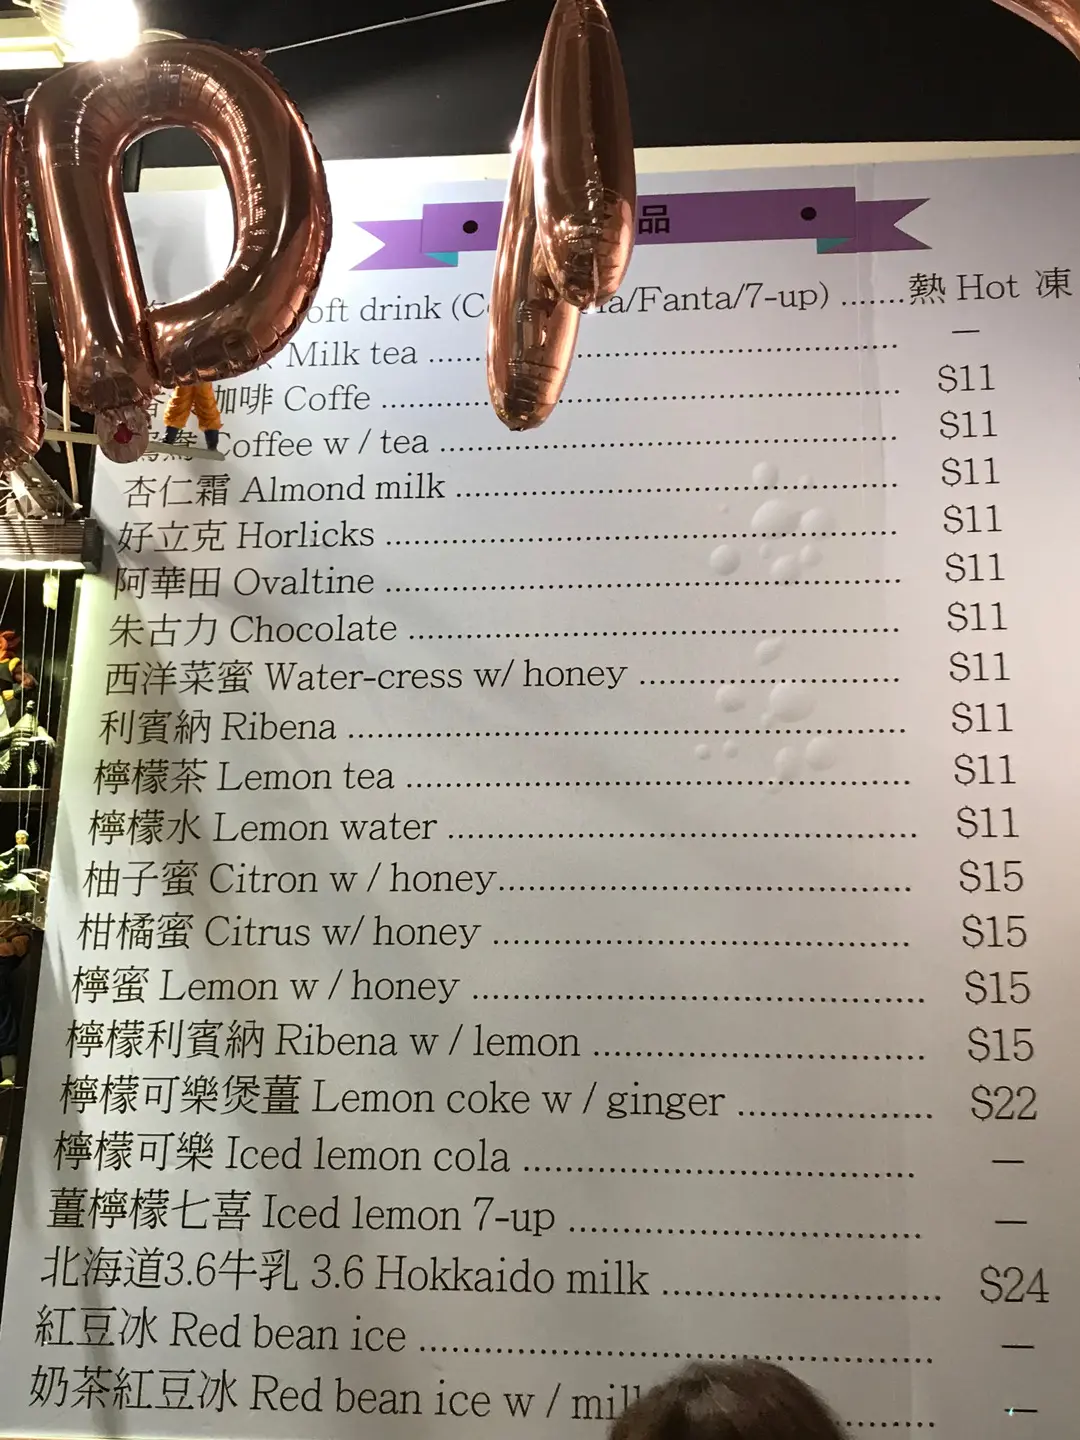 品
熱 Hot 凍
oft drink (C a/Fanta/7-up) ....... —
Milk tea ...... $11
咖啡 Coffe ...... $11
鴛鴦 Coffee w / tea ...... $11
杏仁霜 Almond milk ...... $11
好立克 Horlicks ...... $11
阿華田 Ovaltine ...... $11
朱古力 Chocolate ...... $11
西洋菜蜜 Water-cress w/ honey ...... $11
利賓納 Ribena ...... $11
檸檬茶 Lemon tea ...... $11
檸檬水 Lemon water ...... $11
柚子蜜 Citron w / honey...... $15
柑橘蜜 Citrus w/ honey ...... $15
檸蜜 Lemon w / honey ...... $15
檸檬利賓納 Ribena w / lemon ...... $15
檸檬可樂煲薑 Lemon coke w / ginger ...... $22
檸檬可樂 Iced lemon cola ...... —
薑檸檬七喜 Iced lemon 7-up ...... —
北海道3.6牛乳 3.6 Hokkaido milk ...... $24
紅豆冰 Red bean ice ...... —
奶茶紅豆冰 Red bean ice w / mil ...... —